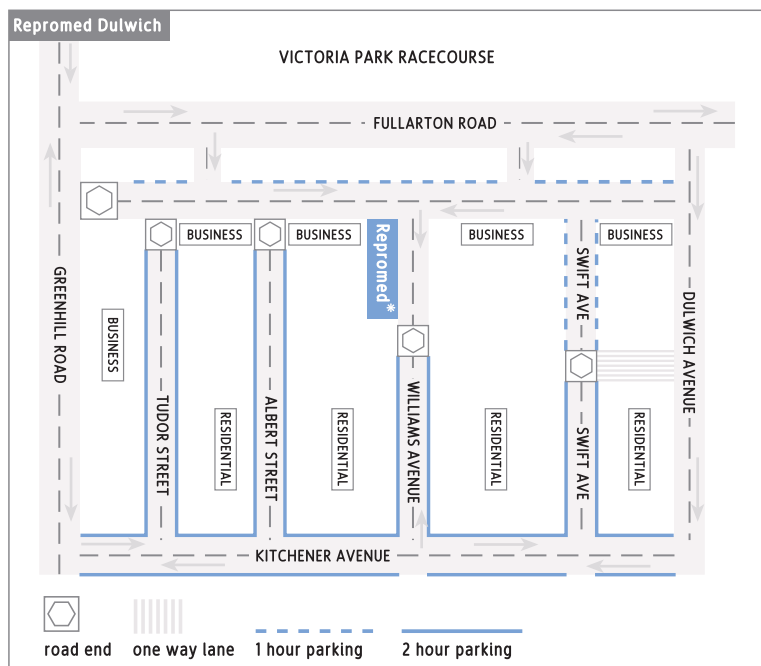 Repromed Dulwich
VICTORIA PARK RACECOURSE
FULLARTON ROAD
BUSINESS
BUSINESS
Repromed*
BUSINESS
SWIFT AVE
BUSINESS
GREENHILL ROAD
BUSINESS
DULWICH AVENUE
TUDOR STREET
RESIDENTIAL
ALBERT STREET
RESIDENTIAL
WILLIAMS AVENUE
RESIDENTIAL
SWIFT AVE
RESIDENTIAL
KITCHENER AVENUE
road end
one way lane
1 hour parking
2 hour parking